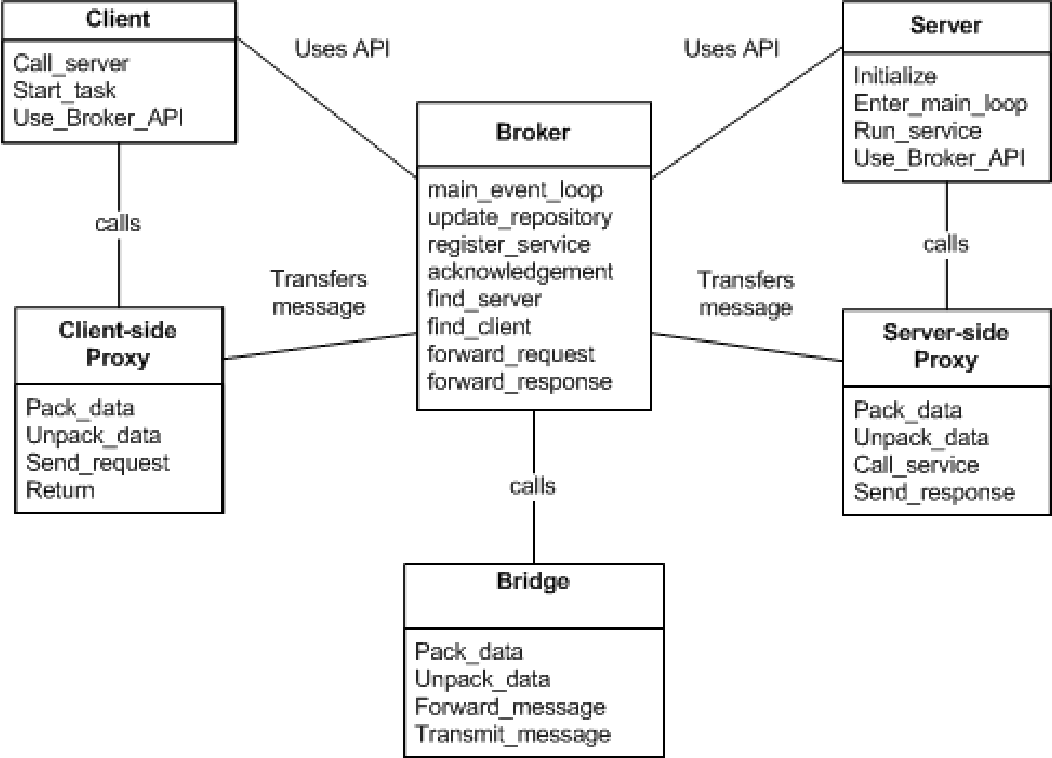 Client
Call_server
Start_task
Use_Broker_API
Uses API
Uses API
Server
Initialize
Enter_main_loop
Run_service
Use_Broker_API
Broker
main_event_loop
update_repository
register_service
acknowledgement
find_server
find_client
forward_request
forward_response
calls
calls
Transfers
message
Transfers
message
Client-side
Proxy
Pack_data
Unpack_data
Send_request
Return
Server-side
Proxy
Pack_data
Unpack_data
Call_service
Send_response
calls
Bridge
Pack_data
Unpack_data
Forward_message
Transmit_message